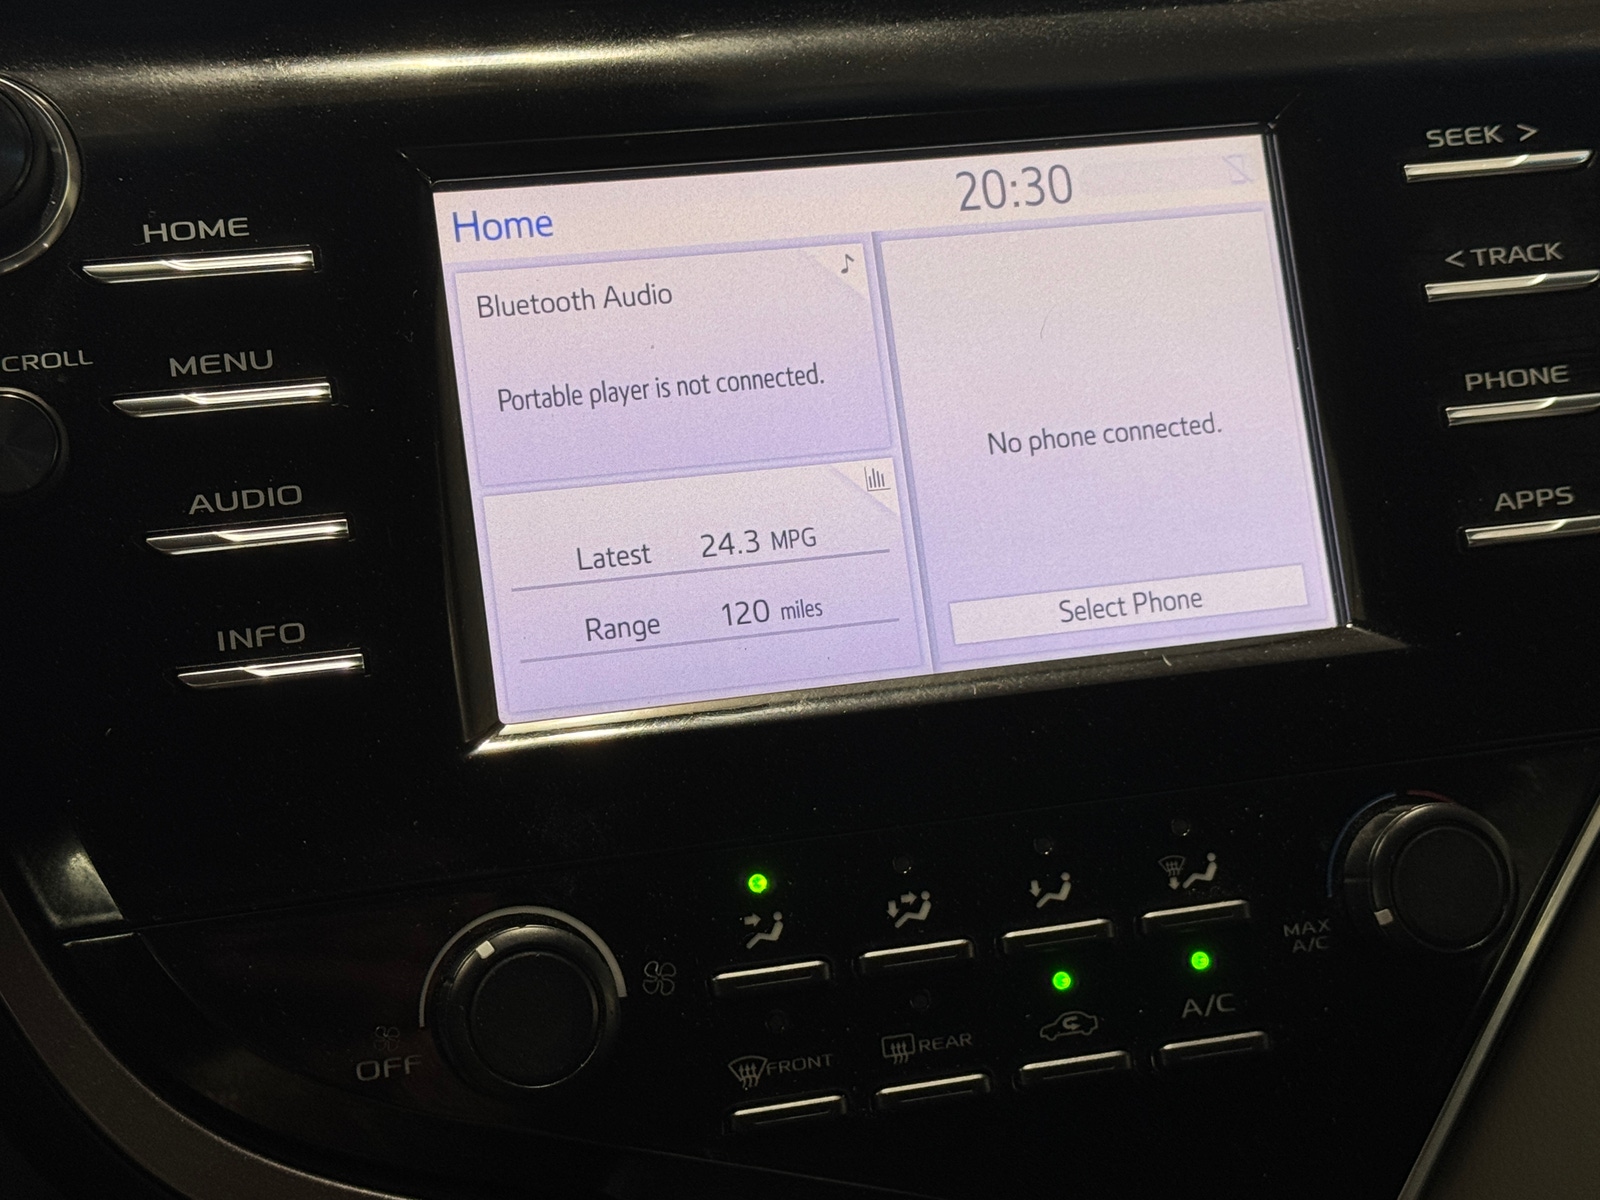 Home
20:30
Bluetooth Audio
Portable player is not connected.
Latest 24.3 MPG
Range 120 miles
No phone connected.
Select Phone
HOME
MENU
CROLL
AUDIO
INFO
SEEK >
< TRACK
PHONE
APPS
OFF
FRONT
REAR
A/C
MAX
A/C